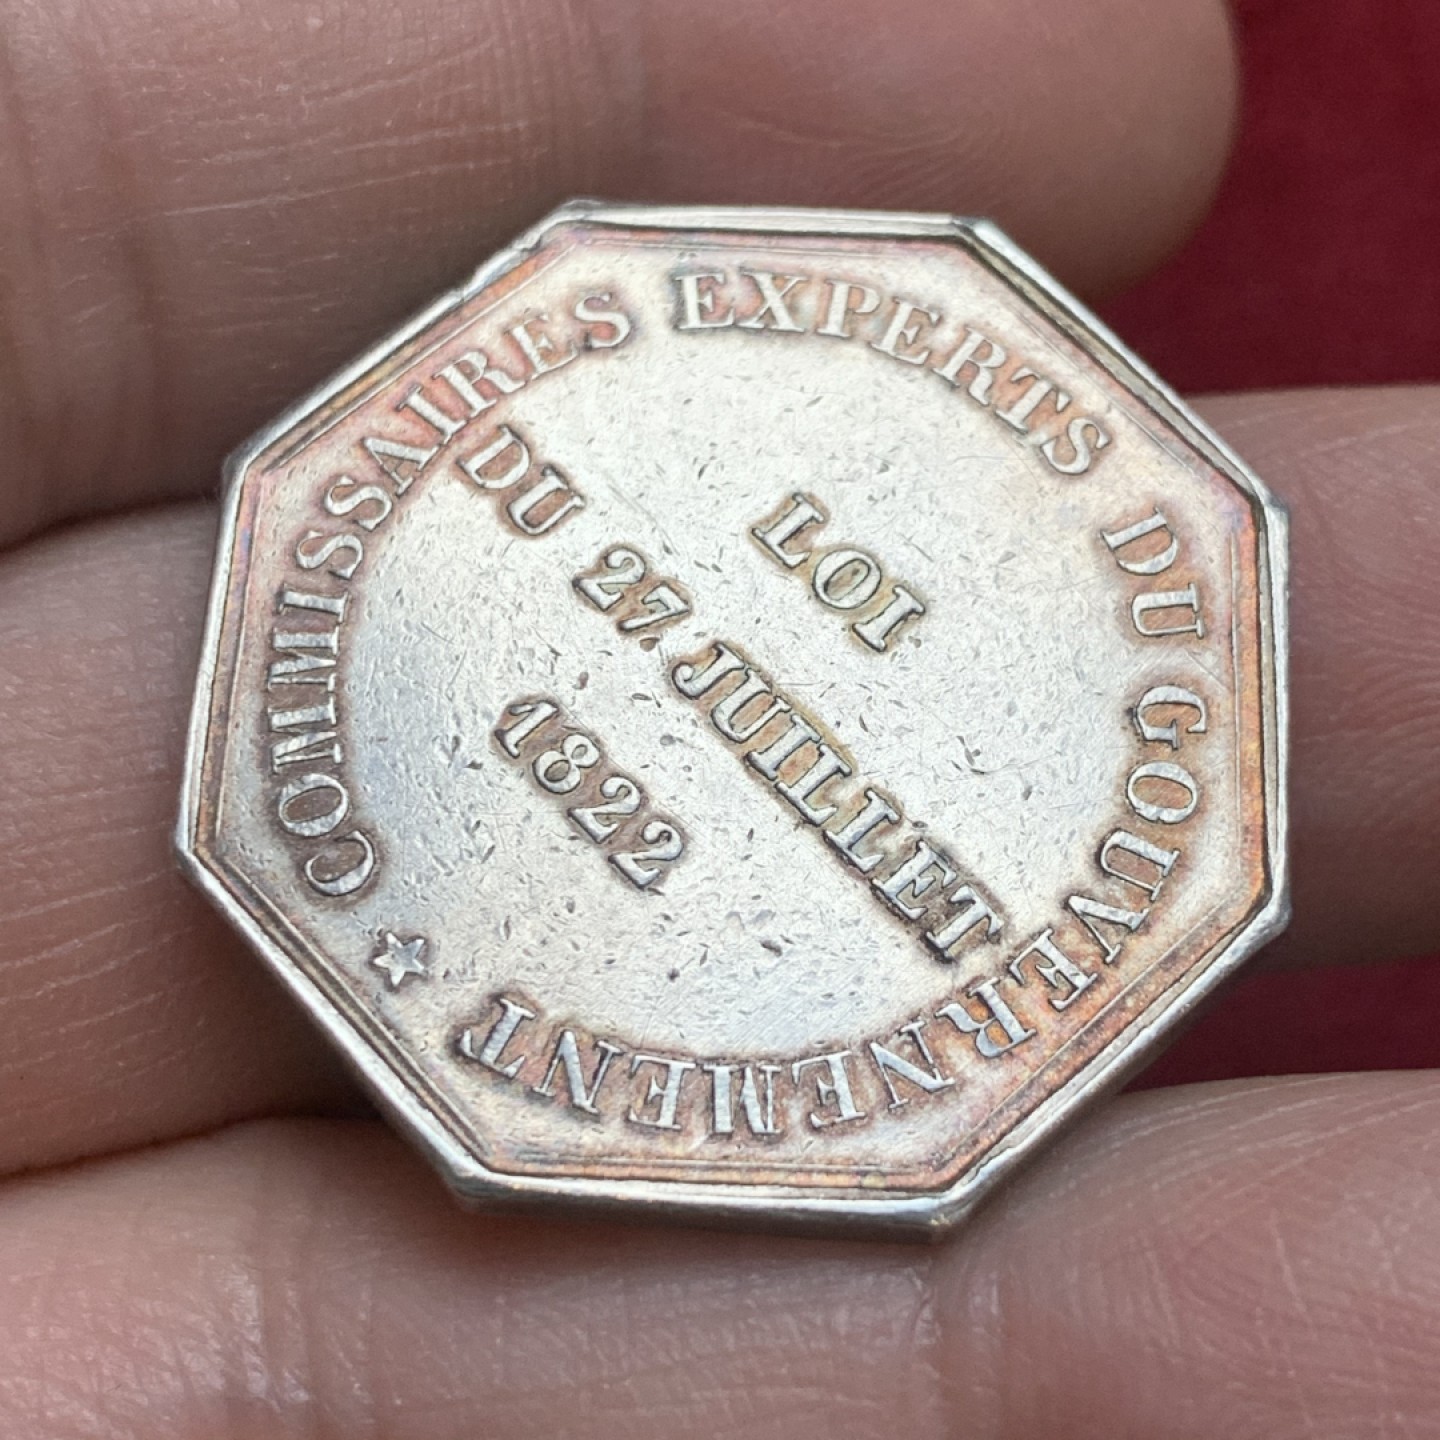 COMMISSAIRES EXPERTS DU GOUVERNEMENT
LOI
DU 27. JUILLET
1822